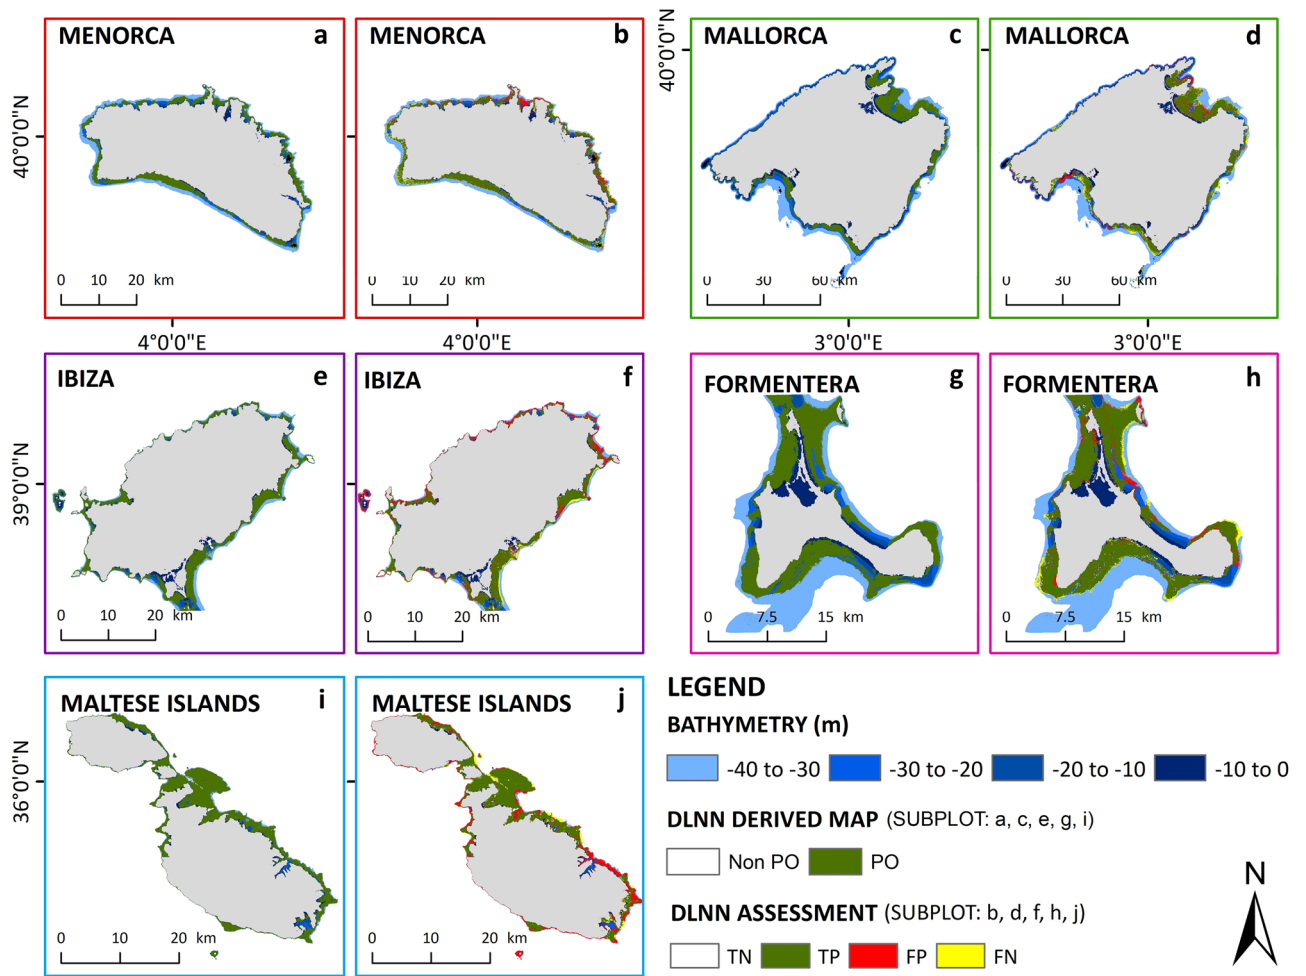 MENORCA a
MENORCA b
MALLORCA c
MALLORCA d
40°0'0"N
40°0'0"N
0 10 20 km
0 10 20 km
0 30 60 km
0 30 60 km
4°0'0"E
4°0'0"E
3°0'0"E
3°0'0"E
IBIZA e
IBIZA f
FORMENTERA g
FORMENTERA h
39°0'0"N
0 10 20 km
0 10 20 km
0 7.5 15 km
0 7.5 15 km
MALTESE ISLANDS i
MALTESE ISLANDS j
36°0'0"N
0 10 20 km
0 10 20 km
LEGEND
BATHYMETRY (m)
-40 to -30 -30 to -20 -20 to -10 -10 to 0
DLNN DERIVED MAP (SUBPLOT: a, c, e, g, i)
Non PO PO
DLNN ASSESSMENT (SUBPLOT: b, d, f, h, j)
TN TP FP FN
N